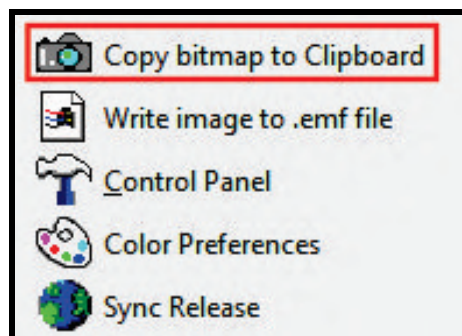 Copy bitmap to Clipboard
Write image to .emf file
Control Panel
Color Preferences
Sync Release